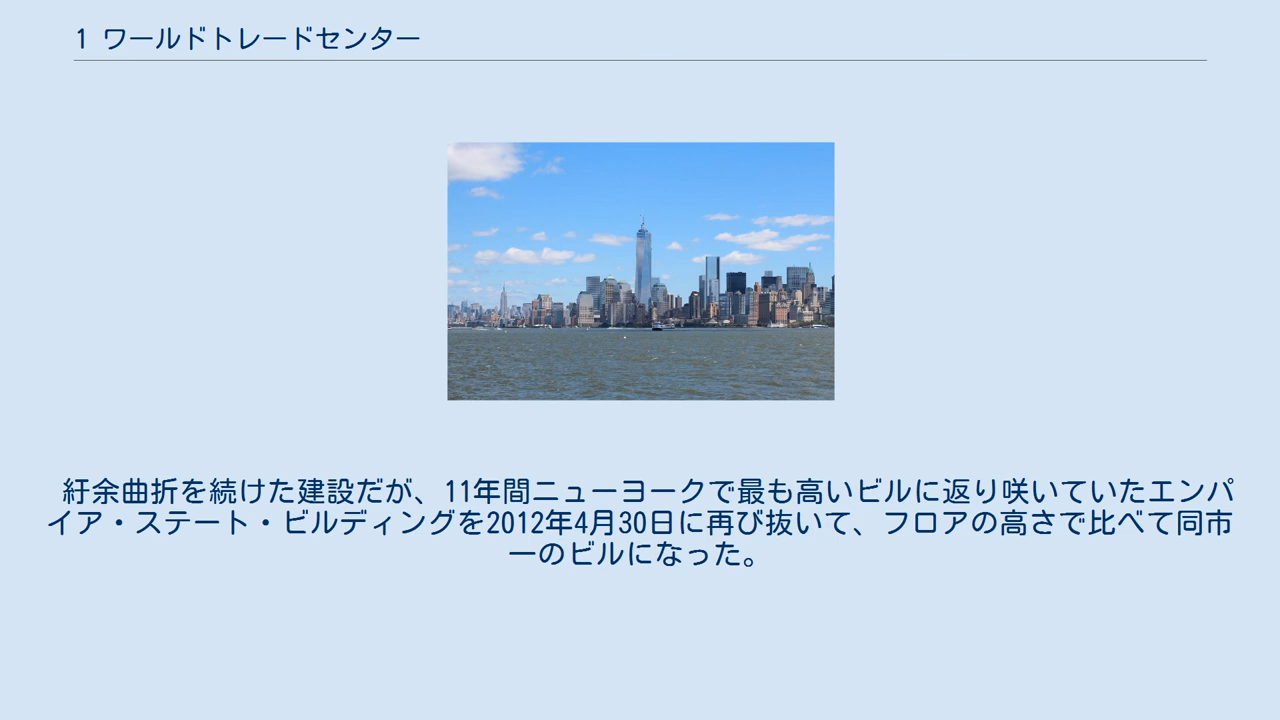 1 ワールドトレードセンター
紆余曲折を続けた建設だが、11年間ニューヨークで最も高いビルに返り咲いていたエンパ
イア・ステート・ビルディングを2012年4月30日に再び抜いて、フロアの高さで比べて同市
一のビルになった。